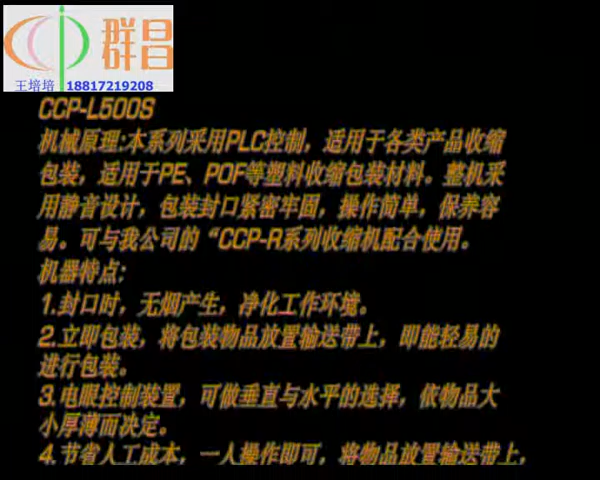 群昌
王培培 18817219208
CCP-L500S
机械原理:本系列采用PLC控制，适用于各类产品收缩
包装，适用于PE、POF等塑料收缩包装材料。整机采
用静音设计，包装封口紧密牢固，操作简单，保养容
易。可与我公司的“CCP-R系列收缩机配合使用。
机器特点:
1.封口时，无烟产生，净化工作环境。
2.立即包装，将包装物品放置输送带上，即能轻易的
进行包装。
3.电眼控制装置，可做垂直与水平的选择，依物品大
小厚薄而决定。
4.节省人工成本，一人操作即可，将物品放置输送带上，